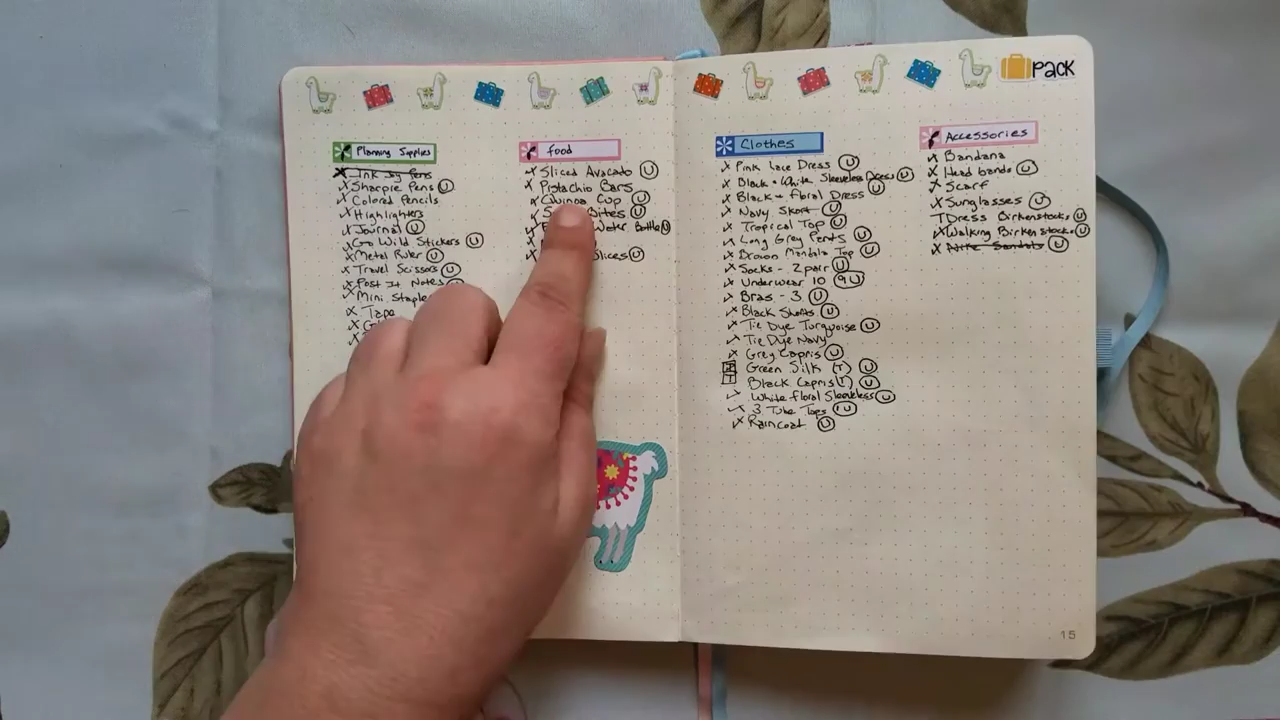 PACK
Planning Supplies
Ink Joy Pens
Sharpie Pens U
Colored Pencils
Highlighters
Journal U
Go Wild Stickers U
Metal Ruler U
Travel Scissors U
Post It Notes U
Mini Staple
Tape
food
Sliced Avocado U
Pistachio Bars
Quinoa Cup U
Bites U
Water Bottle U
Slices U
Clothes
Pink Lace Dress U
Black + White Sleeveless Dress U
Black + floral Dress U
Navy Skort U
Tropical Top U
Long Grey Pants U
Brown Mandala Top U
Socks - 2 pair U
Underwear 10 9U
Bras - 3 U
Black Shorts U
Tie Dye Turquoise U
Tie Dye Navy
Grey Capris U
Green Silk (T) U
Black Capris (T) U
White floral Sleeveless U
3 Tube Tops 1U
Raincoat U
Accessories
Bandana
Head bands U
Scarf
Sunglasses U
T Dress Birkenstocks U
Walking Birkenstocks U
Nite Sandals U
15